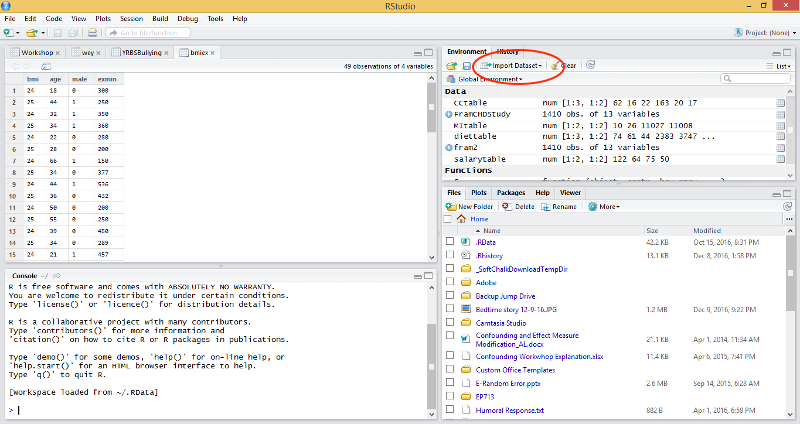 RStudio
File Edit Code View Plots Session Build Debug Tools Help
Go to file/function
Project: (None)
Workshop wey YRBSBullying bmiex
49 observations of 4 variables
bmi age male exmin
1 24 18 0 300
2 25 44 1 250
3 24 32 1 350
4 25 34 1 360
5 24 22 0 280
6 25 28 0 200
7 24 66 1 150
8 25 34 0 377
9 24 44 1 536
10 25 36 0 432
11 24 50 0 200
12 25 55 0 250
13 24 39 0 450
14 25 34 0 289
15 24 21 1 457
Console ~/
R is free software and comes with ABSOLUTELY NO WARRANTY.
You are welcome to redistribute it under certain conditions.
Type 'license()' or 'licence()' for distribution details.
R is a collaborative project with many contributors.
Type 'contributors()' for more information and
'citation()' on how to cite R or R packages in publications.
Type 'demo()' for some demos, 'help()' for on-line help, or
'help.start()' for an HTML browser interface to help.
Type 'q()' to quit R.
[Workspace loaded from ~/.RData]
>
Environment History
Import Dataset Clear List
Global Environment
Data
CCtable num [1:3, 1:2] 62 16 22 163 20 17
FramCHDStudy 1410 obs. of 13 variables
MItable num [1:2, 1:2] 10 26 11027 11008
diettable num [1:2, 1:2] 74 61 44 2383 3747 ...
fram2 1410 obs. of 13 variables
salarytable num [1:2, 1:2] 122 64 75 50
Functions
Files Plots Packages Help Viewer
New Folder Delete Rename More
Home
Name Size Modified
.RData 42.2 KB Oct 15, 2016, 8:31 PM
.Rhistory 13.1 KB Dec 8, 2016, 1:58 PM
_SoftChalkDownloadTempDir
Adobe
Backup Jump Drive
Bedtime story 12-9-16.JPG 1.2 MB Dec 9, 2016, 9:22 PM
Camtasia Studio
Confounding and Effect Measure Modification_AL.docx 21.1 KB Apr 1, 2014, 11:34 AM
Confounding Workwhop Explanation.xlsx 11.4 KB Apr 6, 2015, 7:41 PM
Custom Office Templates
E-Random Error.pptx 2.6 MB Sep 14, 2015, 6:28 AM
EP713
Humoral Response.txt 882 B Apr 1, 2016, 6:58 PM